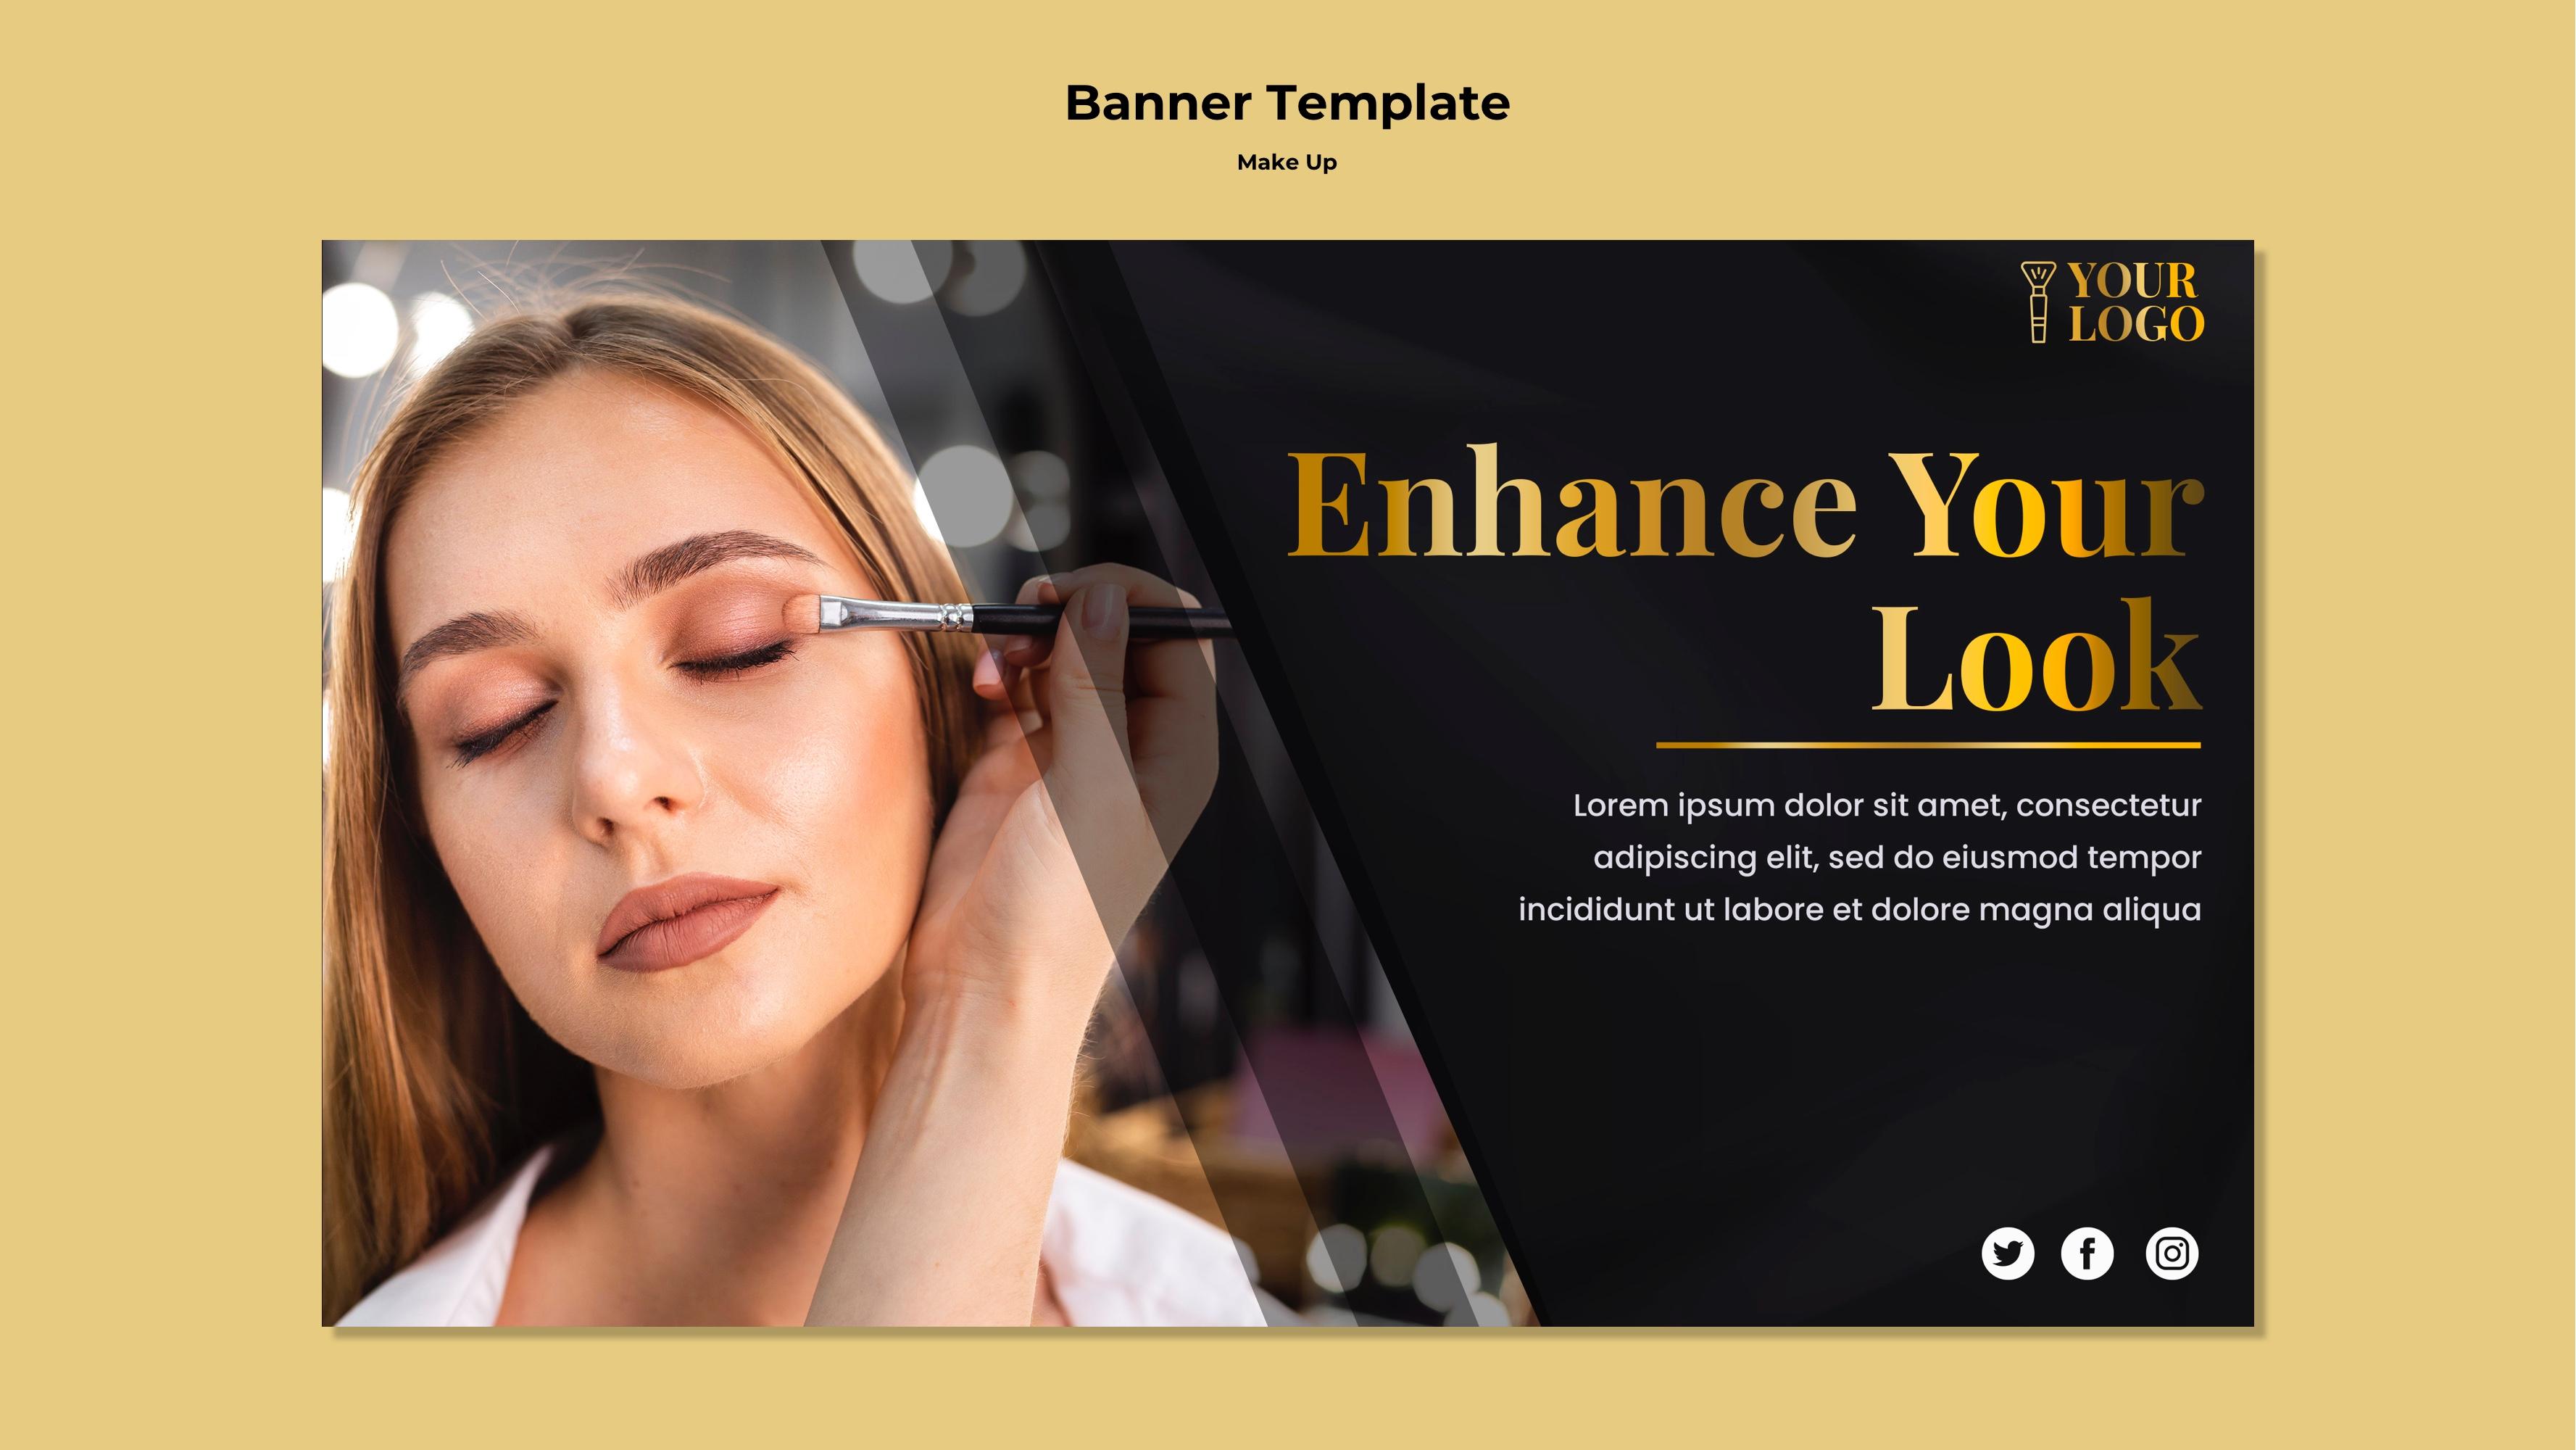 Banner Template
Make Up
YOUR
LOGO
Enhance Your
Look
Lorem ipsum dolor sit amet, consectetur
adipiscing elit, sed do eiusmod tempor
incididunt ut labore et dolore magna aliqua